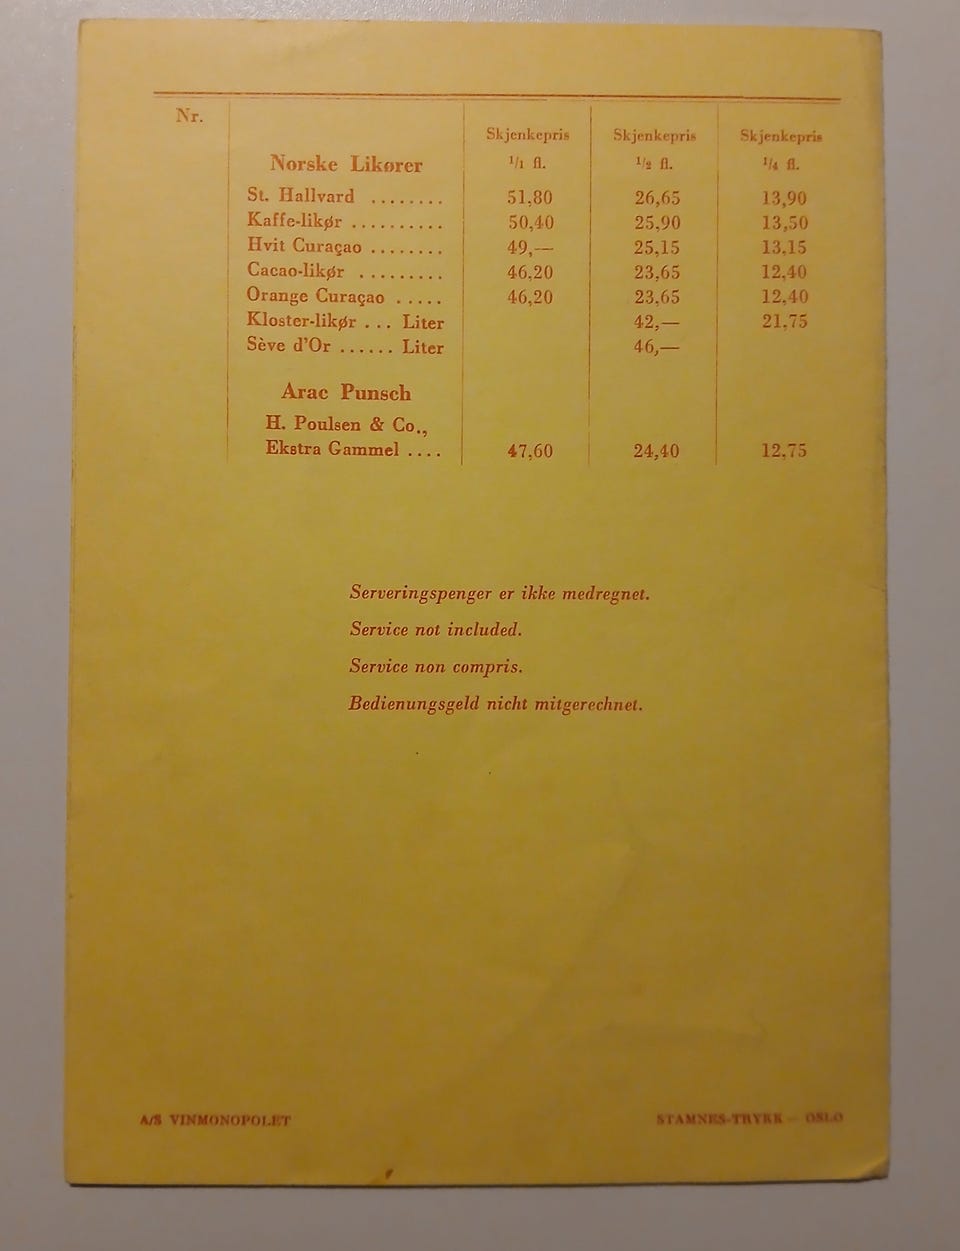 Nr.
Skjenkepris Skjenkepris Skjenkepris
Norske Likører 1/1 fl. 1/2 fl. 1/4 fl.
St. Hallvard ........ 51,80 26,65 13,90
Kaffe-likør .......... 50,40 25,90 13,50
Hvit Curaçao ........ 49,— 25,15 13,15
Cacao-likør ......... 46,20 23,65 12,40
Orange Curaçao ..... 46,20 23,65 12,40
Kloster-likør ... Liter 42,— 21,75
Sève d'Or ...... Liter 46,—
Arac Punsch
H. Poulsen & Co.,
Ekstra Gammel .... 47,60 24,40 12,75
Serveringspenger er ikke medregnet.
Service not included.
Service non compris.
Bedienungsgeld nicht mitgerechnet.
A/S VINMONOPOLET STAMNES-TRYKK — OSLO